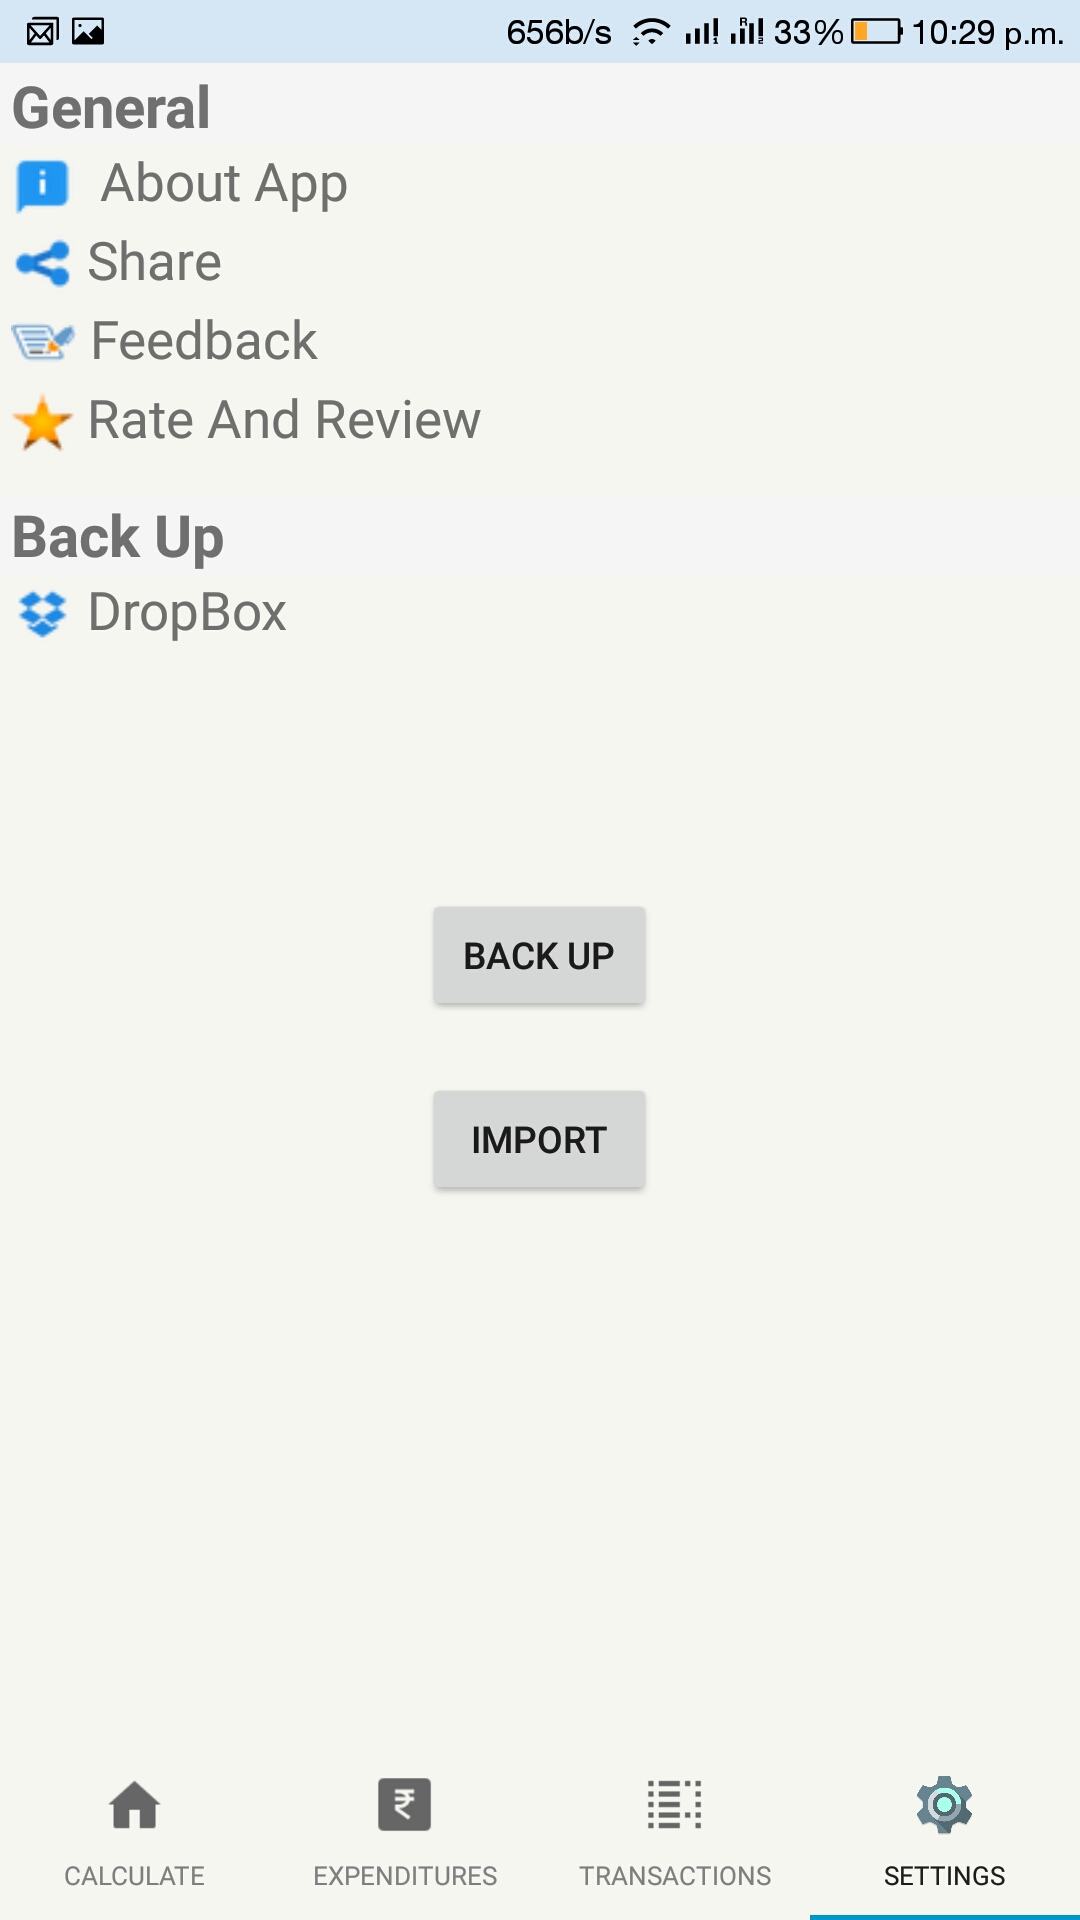 656b/s 33% 10:29 p.m.
General
About App
Share
Feedback
Rate And Review
Back Up
DropBox
BACK UP
IMPORT
CALCULATE EXPENDITURES TRANSACTIONS SETTINGS